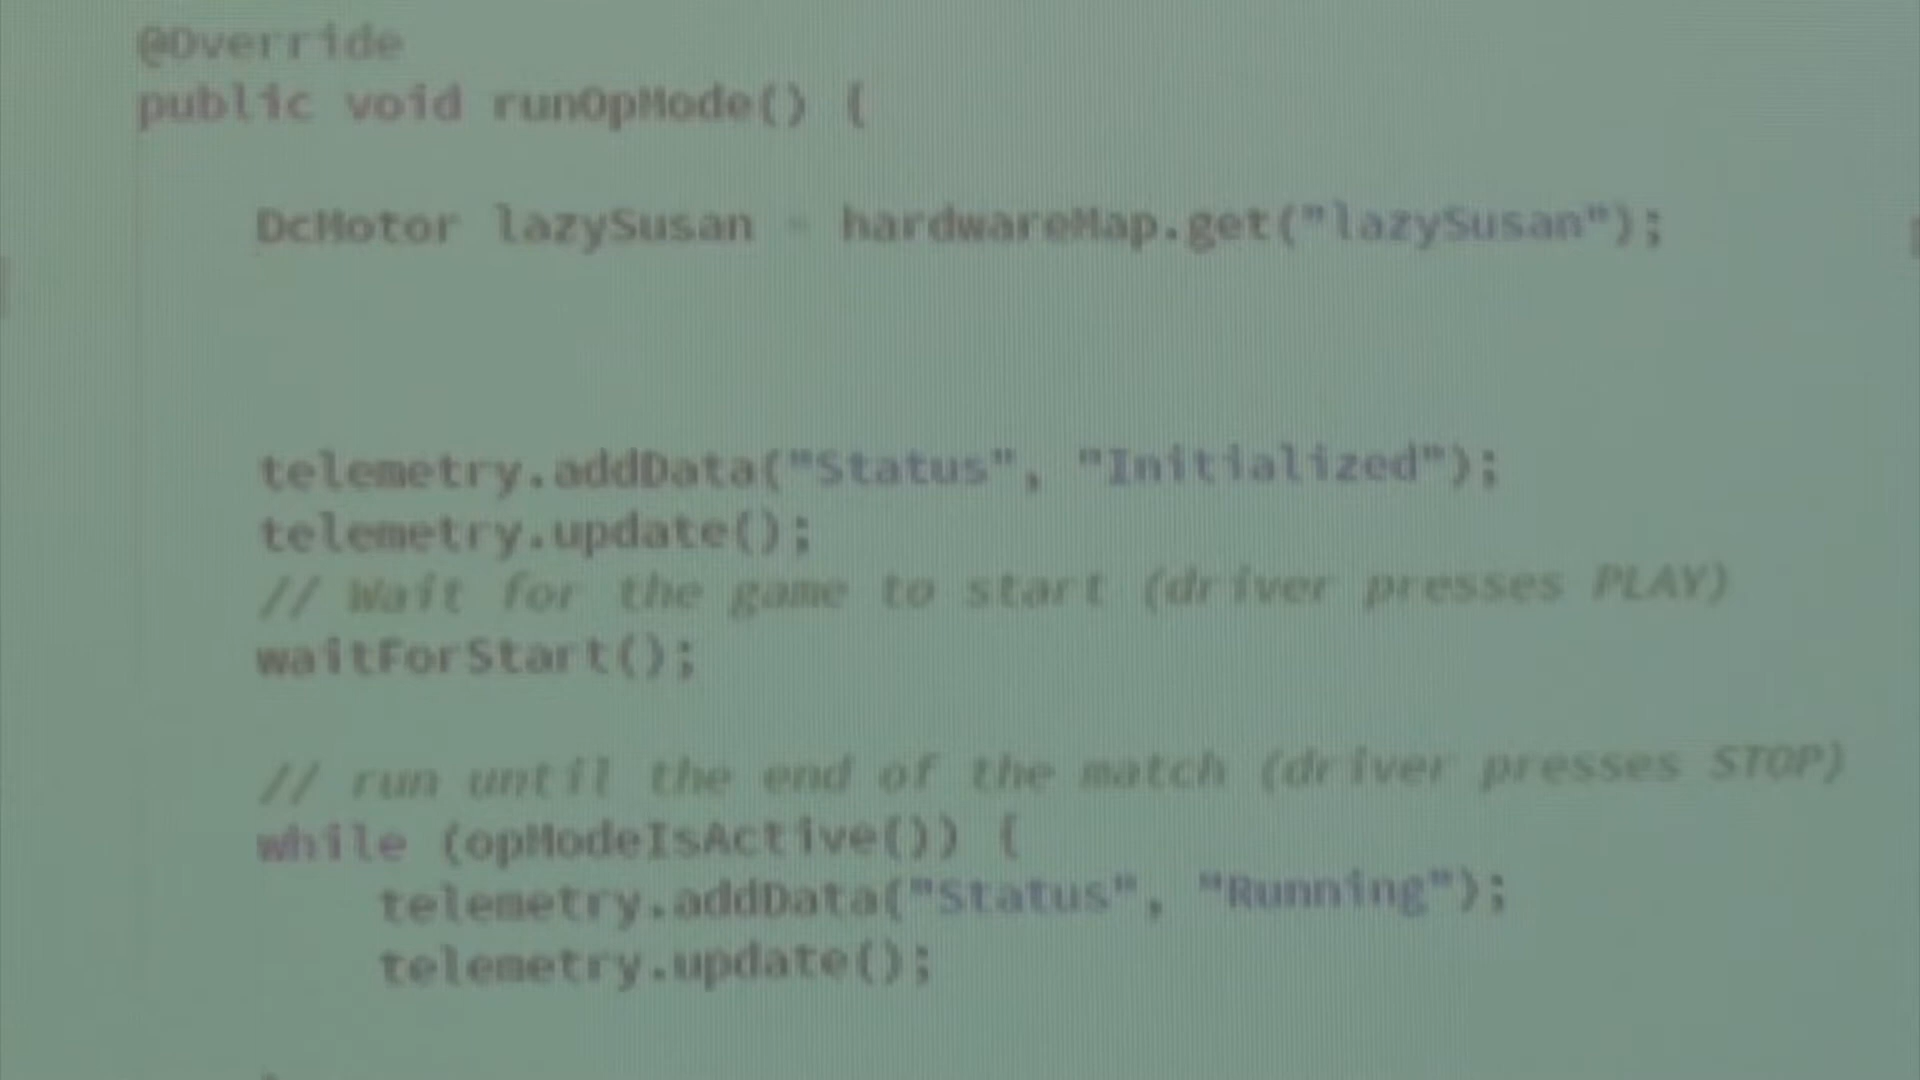 @Override
public void runOpMode() {
DcMotor lazySusan = hardwareMap.get("lazySusan");
telemetry.addData("Status", "Initialized");
telemetry.update();
// Wait for the game to start (driver presses PLAY)
waitForStart();
// run until the end of the match (driver presses STOP)
while (opModeIsActive()) {
telemetry.addData("Status", "Running");
telemetry.update();